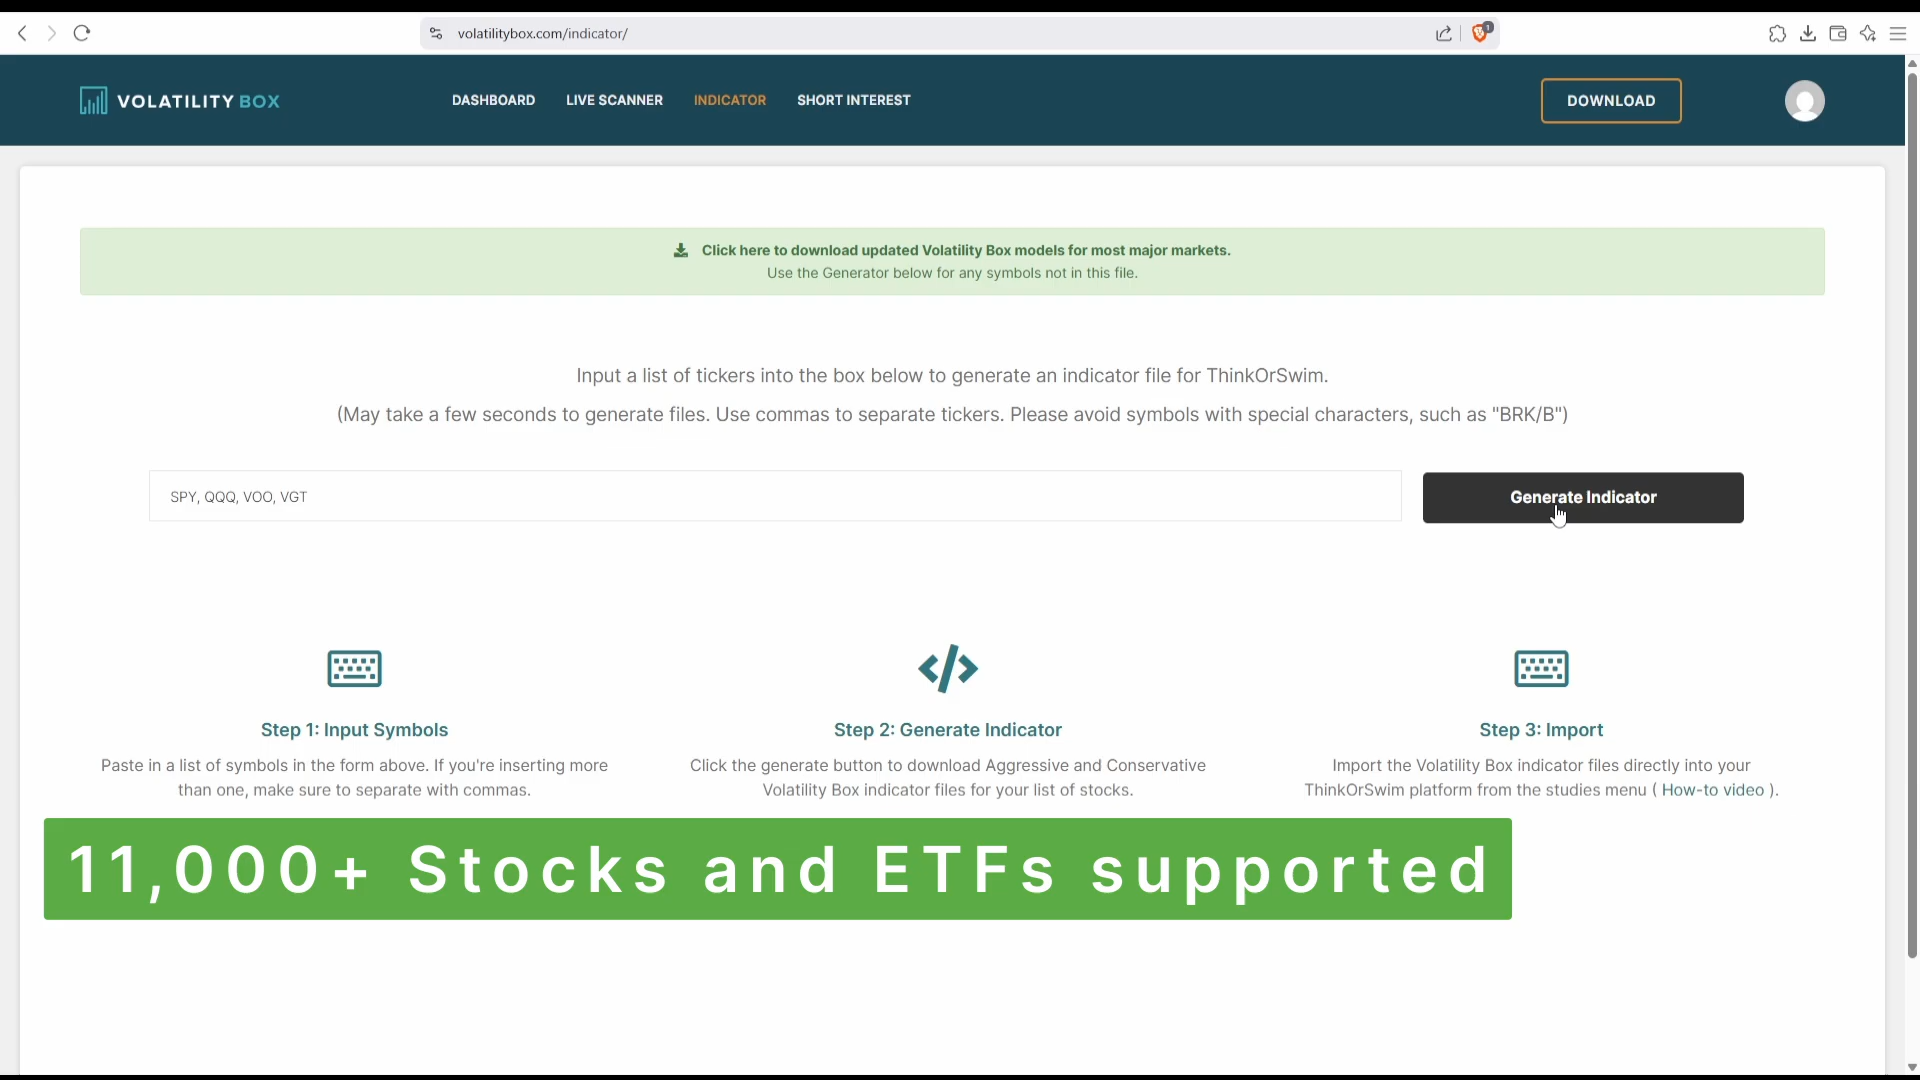 volatilitybox.com/indicator/
1
VOLATILITY BOX
DASHBOARD
LIVE SCANNER
INDICATOR
SHORT INTEREST
DOWNLOAD
Click here to download updated Volatility Box models for most major markets.
Use the Generator below for any symbols not in this file.
Input a list of tickers into the box below to generate an indicator file for ThinkOrSwim.
(May take a few seconds to generate files. Use commas to separate tickers. Please avoid symbols with special characters, such as "BRK/B")
SPY, QQQ, VOO, VGT
Generate Indicator
Step 1: Input Symbols
Paste in a list of symbols in the form above. If you're inserting more
than one, make sure to separate with commas.
Step 2: Generate Indicator
Click the generate button to download Aggressive and Conservative
Volatility Box indicator files for your list of stocks.
Step 3: Import
Import the Volatility Box indicator files directly into your
ThinkOrSwim platform from the studies menu ( How-to video ).
11,000+ Stocks and ETFs supported